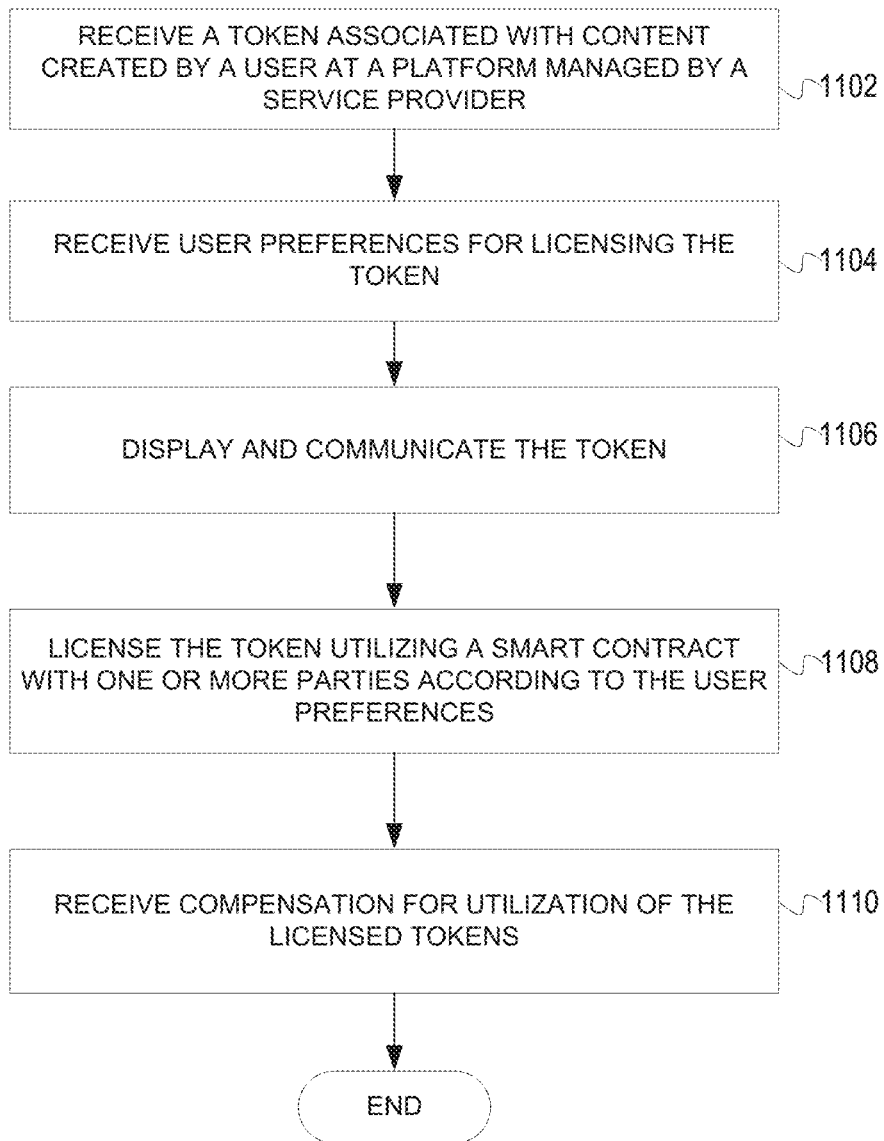 RECEIVE A TOKEN ASSOCIATED WITH CONTENT
CREATED BY A USER AT A PLATFORM MANAGED BY A
SERVICE PROVIDER
1102
RECEIVE USER PREFERENCES FOR LICENSING THE
TOKEN
1104
DISPLAY AND COMMUNICATE THE TOKEN
1106
LICENSE THE TOKEN UTILIZING A SMART CONTRACT
WITH ONE OR MORE PARTIES ACCORDING TO THE USER
PREFERENCES
1108
RECEIVE COMPENSATION FOR UTILIZATION OF THE
LICENSED TOKENS
1110
END